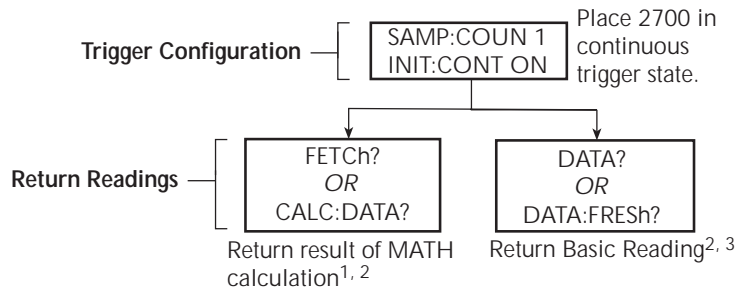 Trigger Configuration
SAMP:COUN 1
INIT:CONT ON
Place 2700 in
continuous
trigger state.
Return Readings
FETCh?
OR
CALC:DATA?
DATA?
OR
DATA:FRESh?
Return result of MATH
calculation1, 2
Return Basic Reading2, 3